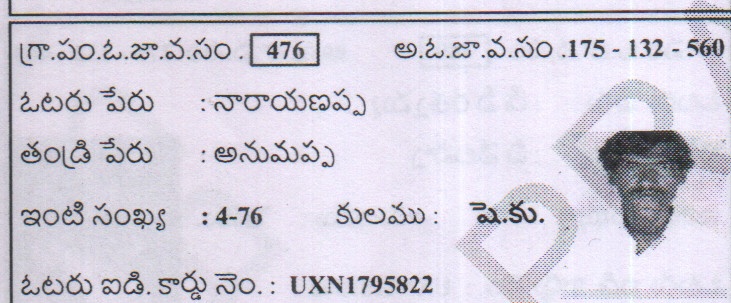 గ్రా.పం.ఓ.జా.వ.సం 476 అ.ఓ.జా.వ.సం .175 - 132 - 560
ఓటరు పేరు : నారాయణప్ప
తండ్రి పేరు : అనుమప్ప
ఇంటి సంఖ్య : 4-76 కులము : షె.కు.
ఓటరు ఐడి. కార్డు నెం. : UXN1795822